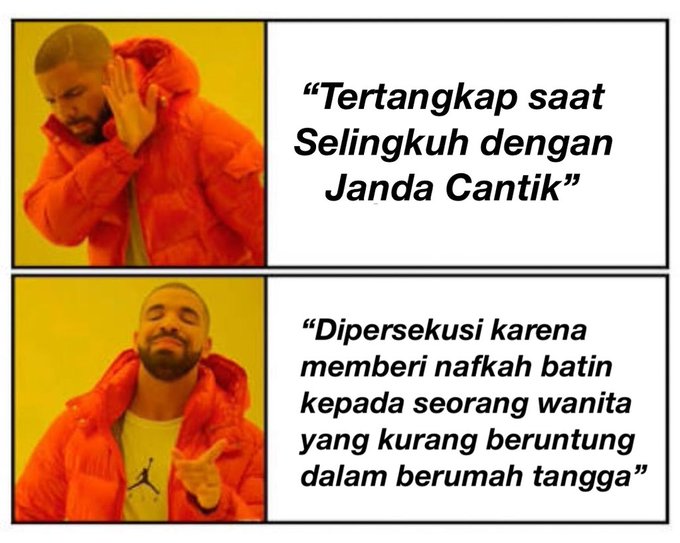 “Tertangkap saat
Selingkuh dengan
Janda Cantik”
“Dipersekusi karena
memberi nafkah batin
kepada seorang wanita
yang kurang beruntung
dalam berumah tangga”